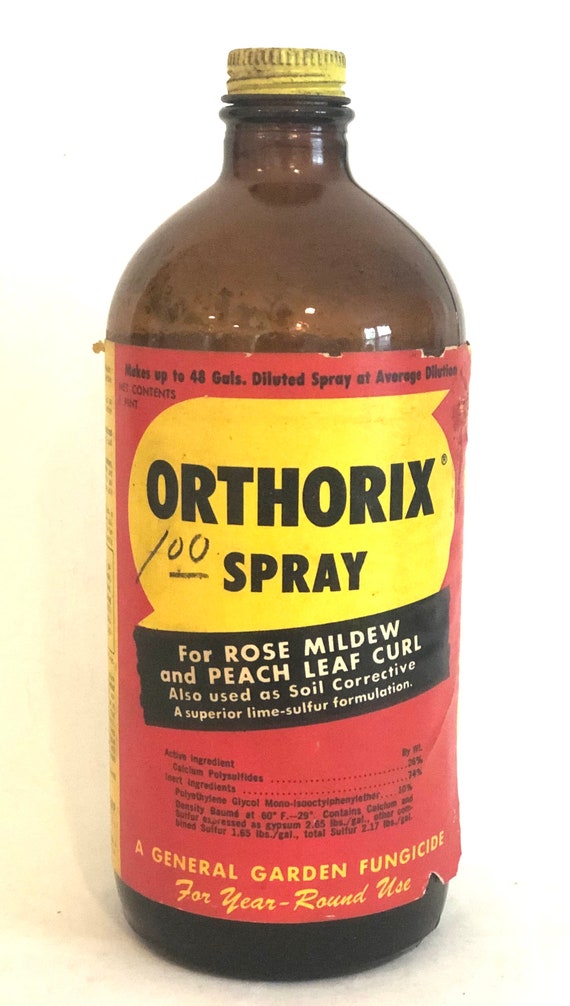 Makes up to 48 Gals. Diluted Spray at Average Dilution
NET CONTENTS
PINT
ORTHORIX®
1 00
SPRAY
For ROSE MILDEW
and PEACH LEAF CURL
Also used as Soil Corrective
A superior lime-sulfur formulation.
Active Ingredient By Wt.
Calcium Polysulfides ........ 26%
Inert Ingredients ........ 74%
Polyethylene Glycol Mono-Isooctylphenylether... 10%
Density Baumé at 60° F.--29°. Contains Calcium and
Sulfur expressed as gypsum 2.65 lbs./gal., other com-
bined Sulfur 1.65 lbs./gal., total Sulfur 2.17 lbs./gal.
A GENERAL GARDEN FUNGICIDE
For Year-Round Use